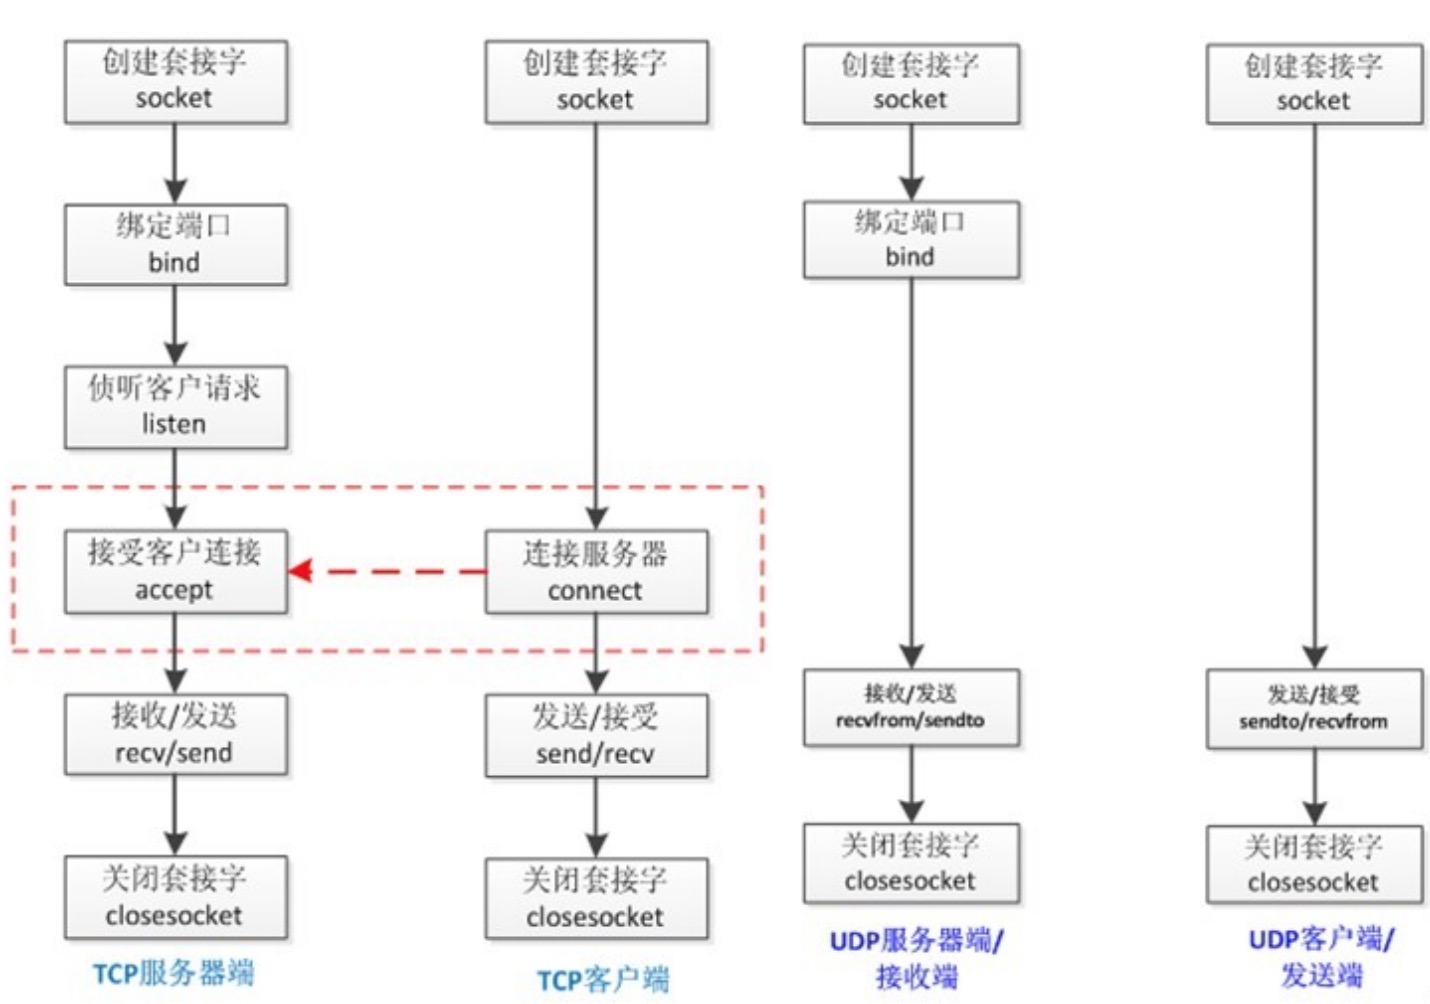 创建套接字
socket
绑定端口
bind
侦听客户请求
listen
接受客户连接
accept
接收/发送
recv/send
关闭套接字
closesocket
TCP服务器端
创建套接字
socket
连接服务器
connect
发送/接受
send/recv
关闭套接字
closesocket
TCP客户端
创建套接字
socket
绑定端口
bind
接收/发送
recvfrom/sendto
关闭套接字
closesocket
UDP服务器端/
接收端
创建套接字
socket
发送/接受
sendto/recvfrom
关闭套接字
closesocket
UDP客户端/
发送端